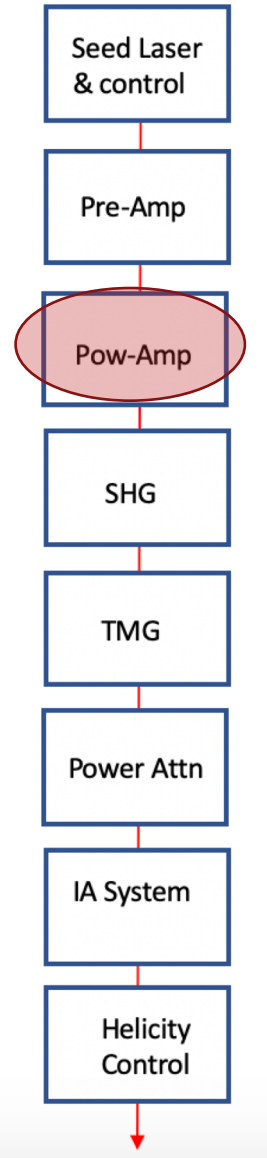 Seed Laser
& control
Pre-Amp
Pow-Amp
SHG
TMG
Power Attn
IA System
Helicity
Control